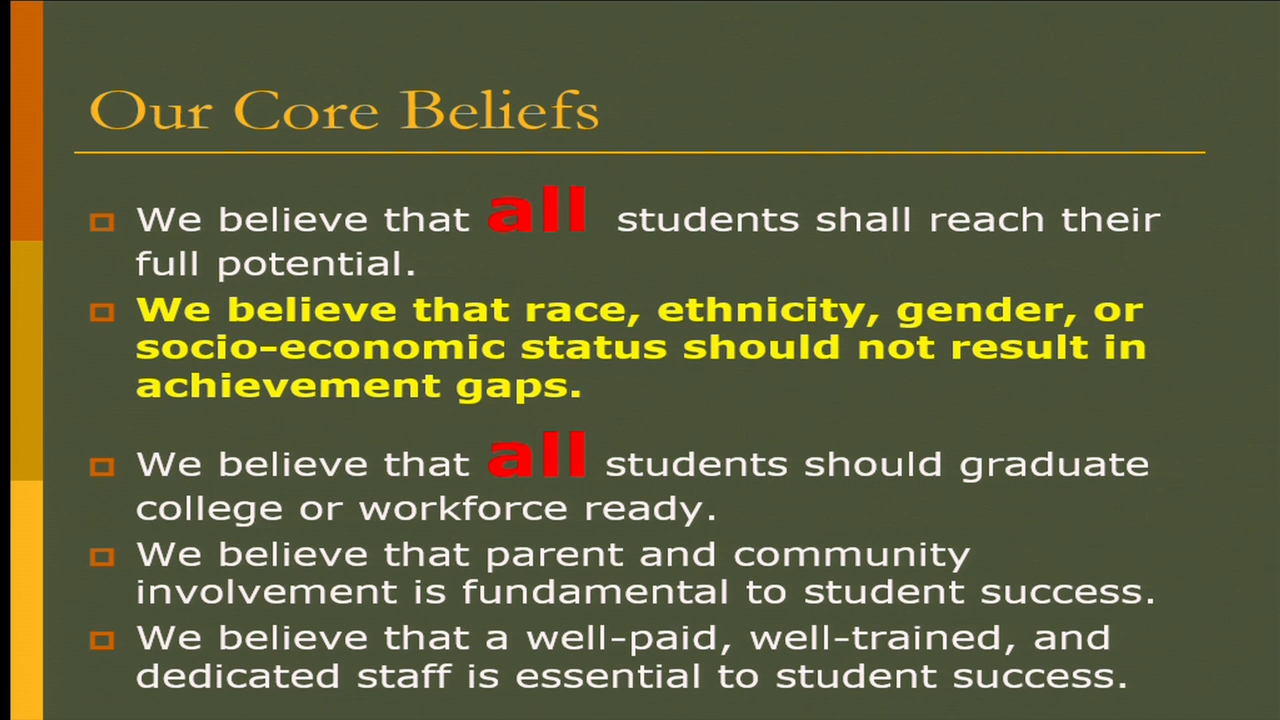 Our Core Beliefs
We believe that all students shall reach their
full potential.
We believe that race, ethnicity, gender, or
socio-economic status should not result in
achievement gaps.
We believe that all students should graduate
college or workforce ready.
We believe that parent and community
involvement is fundamental to student success.
We believe that a well-paid, well-trained, and
dedicated staff is essential to student success.